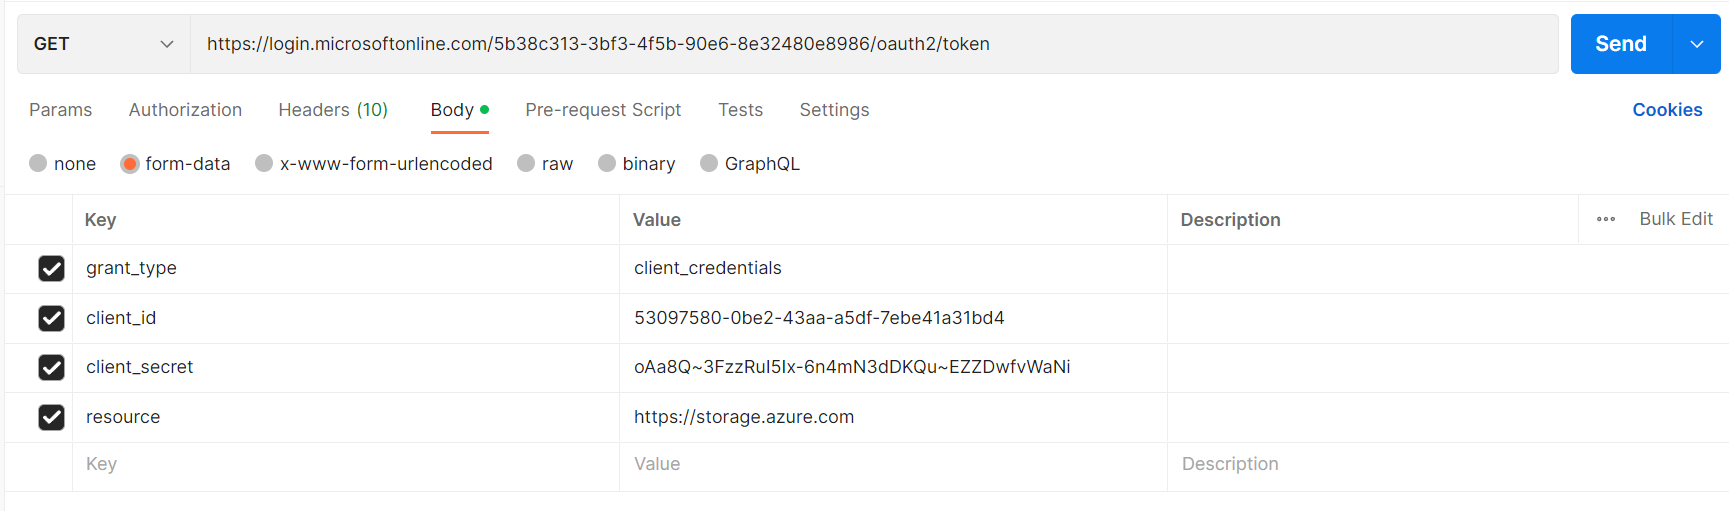 GET https://login.microsoftonline.com/5b38c313-3bf3-4f5b-90e6-8e32480e8986/oauth2/token Send
Params Authorization Headers (10) Body Pre-request Script Tests Settings Cookies
none form-data x-www-form-urlencoded raw binary GraphQL
Key Value Description Bulk Edit
grant_type client_credentials
client_id 53097580-0be2-43aa-a5df-7ebe41a31bd4
client_secret oAa8Q~3FzzRuI5Ix-6n4mN3dDKQu~EZZDwfvWaNi
resource https://storage.azure.com
Key Value Description